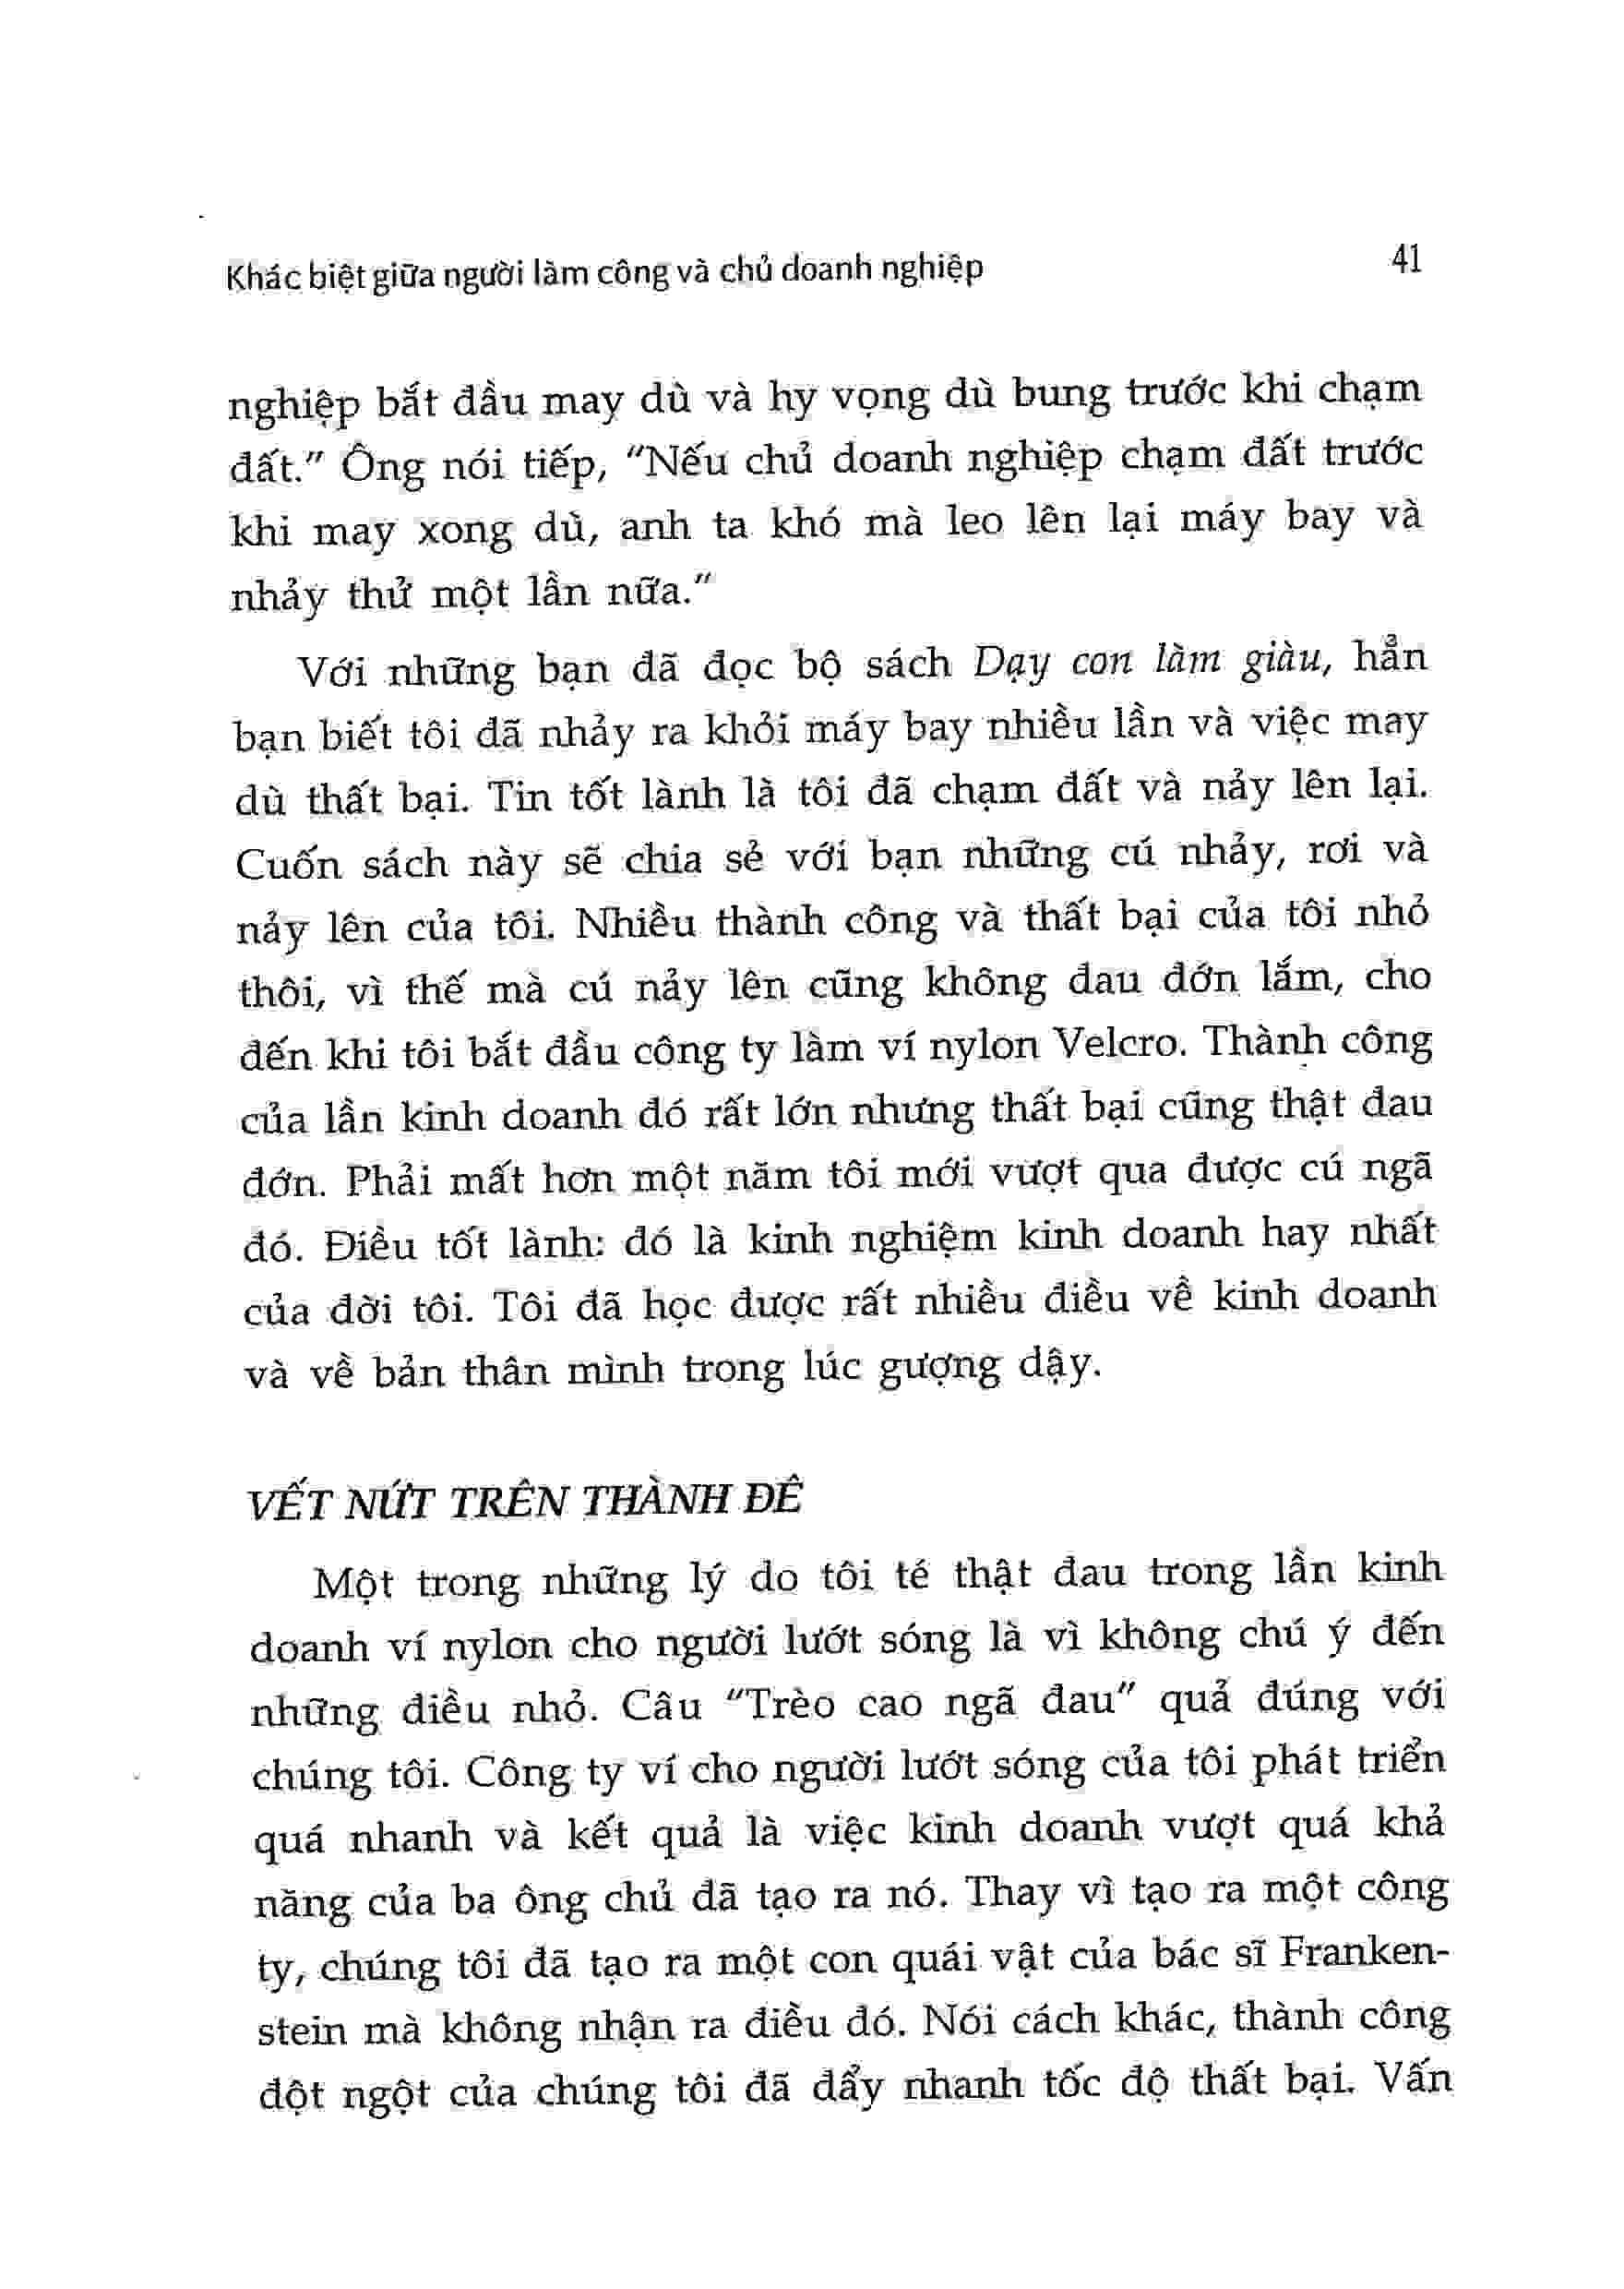 Khác biệt giữa người làm công và chủ doanh nghiệp 41
nghiệp bắt đầu may dù và hy vọng dù bung trước khi chạm
đất.” Ông nói tiếp, “Nếu chủ doanh nghiệp chạm đất trước
khi may xong dù, anh ta khó mà leo lên lại máy bay và
nhảy thử một lần nữa.”
Với những bạn đã đọc bộ sách Dạy con làm giàu, hẳn
bạn biết tôi đã nhảy ra khỏi máy bay nhiều lần và việc may
dù thất bại. Tin tốt lành là tôi đã chạm đất và nảy lên lại.
Cuốn sách này sẽ chia sẻ với bạn những cú nhảy, rơi và
nảy lên của tôi. Nhiều thành công và thất bại của tôi nhỏ
thôi, vì thế mà cú nảy lên cũng không đau đớn lắm, cho
đến khi tôi bắt đầu công ty làm ví nylon Velcro. Thành công
của lần kinh doanh đó rất lớn nhưng thất bại cũng thật đau
đớn. Phải mất hơn một năm tôi mới vượt qua được cú ngã
đó. Điều tốt lành: đó là kinh nghiệm kinh doanh hay nhất
của đời tôi. Tôi đã học được rất nhiều điều về kinh doanh
và về bản thân mình trong lúc gượng dậy.
VẾT NỨT TRÊN THÀNH ĐÊ
Một trong những lý do tôi té thật đau trong lần kinh
doanh ví nylon cho người lướt sóng là vì không chú ý đến
những điều nhỏ. Câu “Trèo cao ngã đau” quả đúng với
chúng tôi. Công ty ví cho người lướt sóng của tôi phát triển
quá nhanh và kết quả là việc kinh doanh vượt quá khả
năng của ba ông chủ đã tạo ra nó. Thay vì tạo ra một công
ty, chúng tôi đã tạo ra một con quái vật của bác sĩ Franken-
stein mà không nhận ra điều đó. Nói cách khác, thành công
đột ngột của chúng tôi đã đẩy nhanh tốc độ thất bại. Vấn